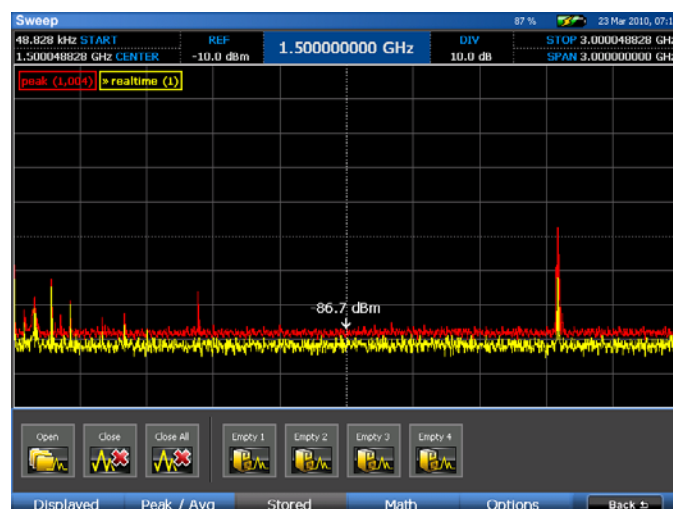 Sweep 87 % 23 Mar 2010, 07:1
48.828 kHz START REF 1.500000000 GHz DIV STOP 3.000048828 GHz
1.500048828 GHz CENTER -10.0 dBm 10.0 dB SPAN 3.000000000 GHz
peak (1,004) » realtime (1)
-86.7 dBm
Open Close Close All Empty 1 Empty 2 Empty 3 Empty 4
Displayed Peak / Avg Stored Math Options Back